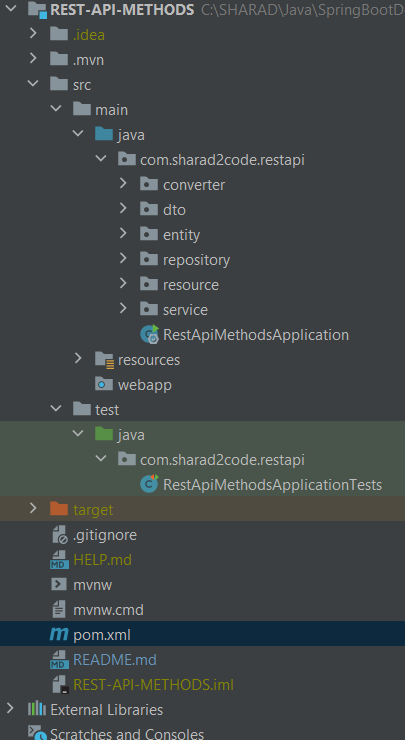 REST-API-METHODS C:\SHARAD\Java\SpringBootD
.idea
.mvn
src
main
java
com.sharad2code.restapi
converter
dto
entity
repository
resource
service
RestApiMethodsApplication
resources
webapp
test
java
com.sharad2code.restapi
RestApiMethodsApplicationTests
target
.gitignore
HELP.md
mvnw
mvnw.cmd
pom.xml
README.md
REST-API-METHODS.iml
External Libraries
Scratches and Consoles